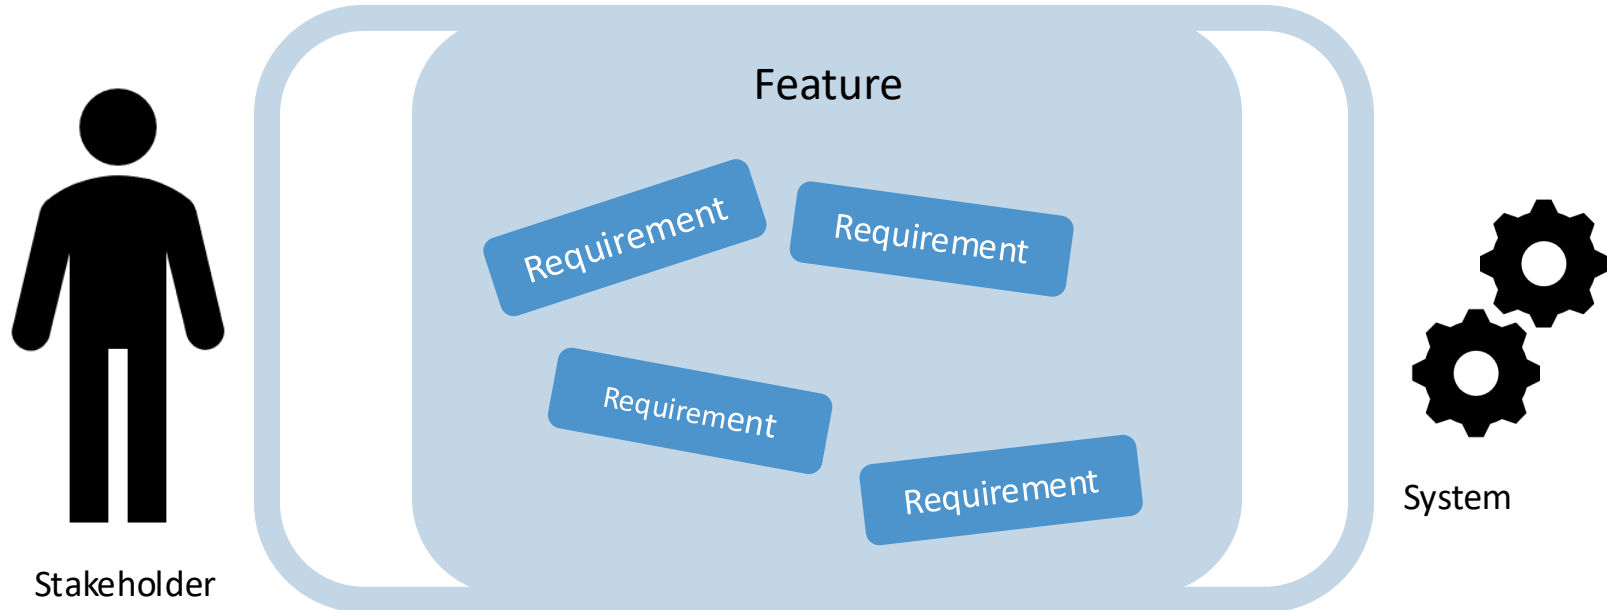 Feature
Requirement
Requirement
Requirement
Requirement
System
Stakeholder